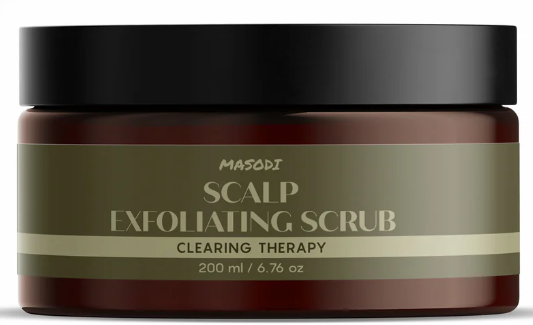 MASODI
SCALP
EXFOLIATING SCRUB
CLEARING THERAPY
200 ml / 6.76 oz